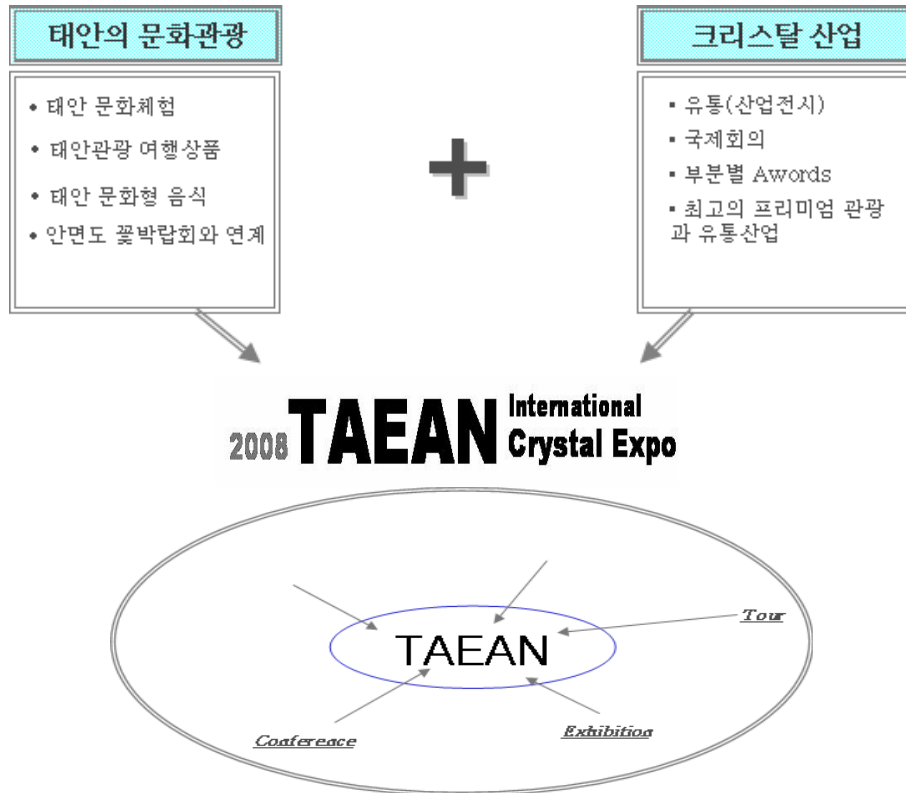 태안의 문화관광
• 태안 문화체험
• 태안관광 여행상품
• 태안 문화형 음식
• 안면도 꽃박람회와 연계
+
크리스탈 산업
▪ 유통(산업전시)
▪ 국제회의
▪ 부분별 Awords
▪ 최고의 프리미엄 관광
과 유통산업
2008 TAEAN International
Crystal Expo
Tour
TAEAN
Conference
Exhibition